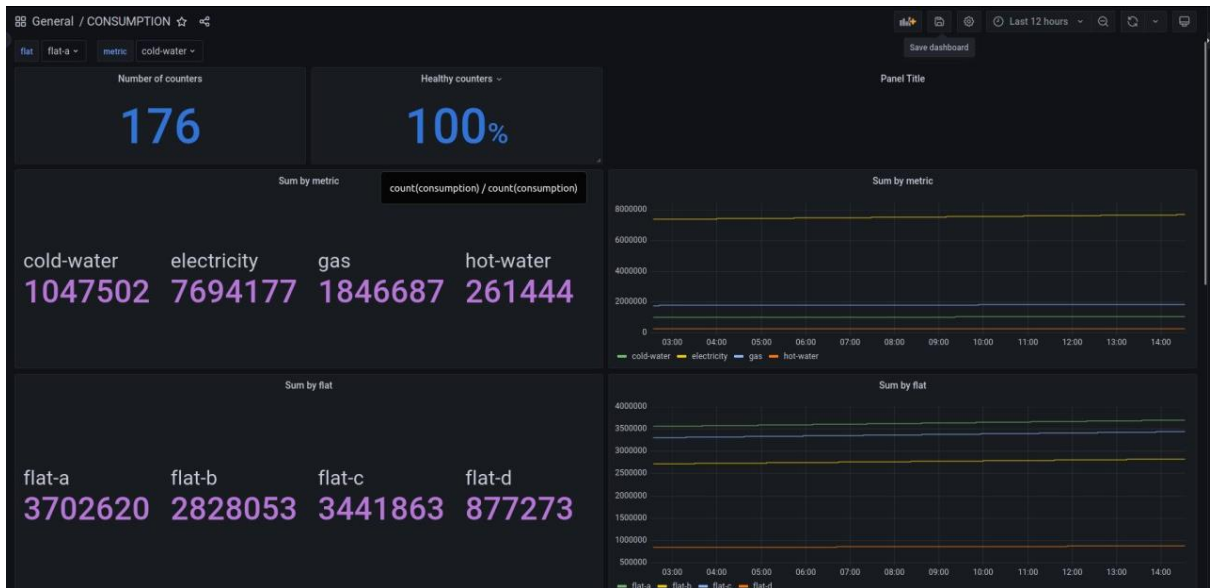 General / CONSUMPTION
Last 12 hours
flat flat-a metric cold-water
Save dashboard
Number of counters
176
Healthy counters
100%
Panel Title
Sum by metric
count(consumption) / count(consumption)
cold-water electricity gas hot-water
1047502 7694177 1846687 261444
Sum by metric
8000000
6000000
4000000
2000000
0
03:00 04:00 05:00 06:00 07:00 08:00 09:00 10:00 11:00 12:00 13:00 14:00
cold-water electricity gas hot-water
Sum by flat
flat-a flat-b flat-c flat-d
3702620 2828053 3441863 877273
Sum by flat
4000000
3500000
3000000
2500000
2000000
1500000
1000000
500000
03:00 04:00 05:00 06:00 07:00 08:00 09:00 10:00 11:00 12:00 13:00 14:00
flat-a flat-b flat-c flat-d